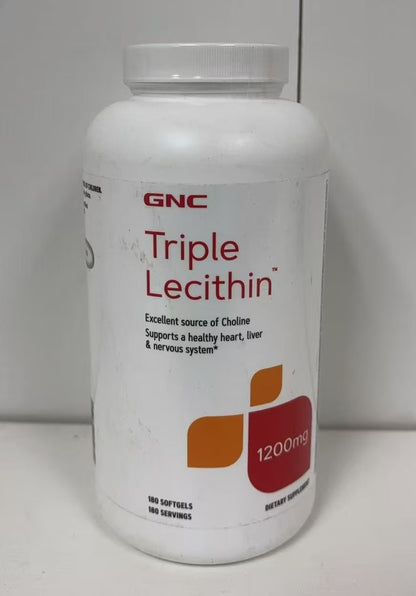 GNC
Triple
Lecithin™
Excellent source of Choline
Supports a healthy heart, liver
& nervous system*
1200mg
180 SOFTGELS
180 SERVINGS
DIETARY SUPPLEMENT